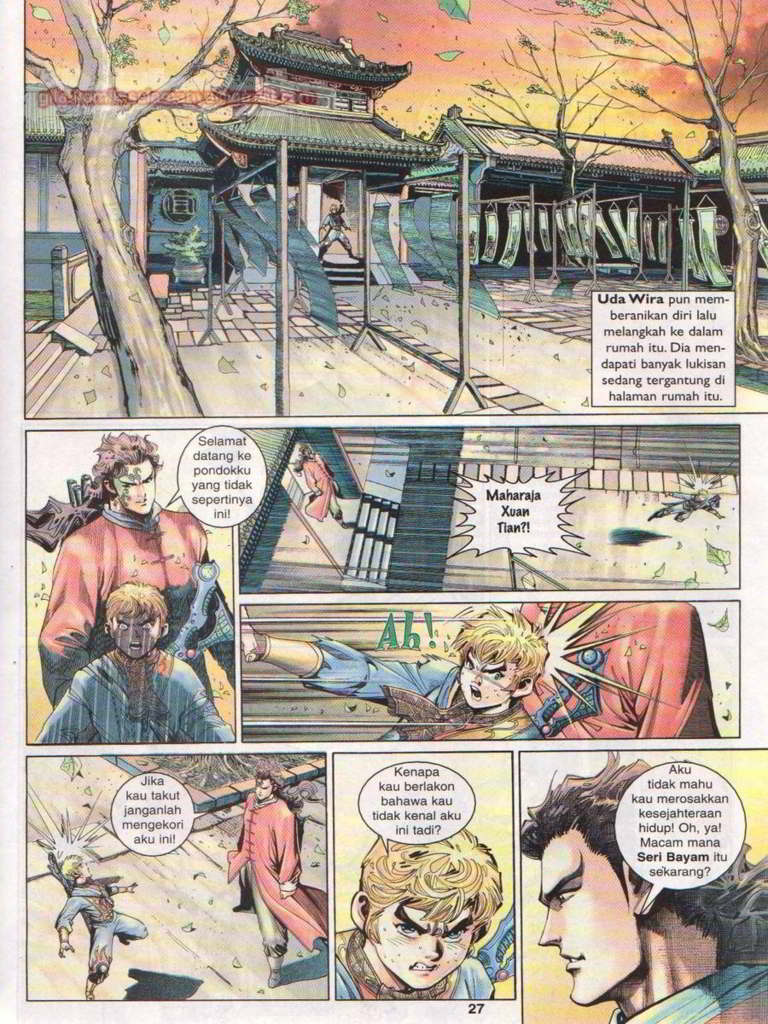 Uda Wira pun mem-
beranikan diri lalu
melangkah ke dalam
rumah itu. Dia men-
dapati banyak lukisan
sedang tergantung di
halaman rumah itu.
Selamat
datang ke
pondokku
yang tidak
sepertinya
ini!
Maharaja
Xuan
Tian?!
Ah!
Jika
kau takut
janganlah
mengekori
aku ini!
Kenapa
kau berlakon
bahawa kau
tidak kenal aku
ini tadi?
Aku
tidak mahu
kau merosakkan
kesejahteraan
hidup! Oh, ya!
Macam mana
Seri Bayam itu
sekarang?
27